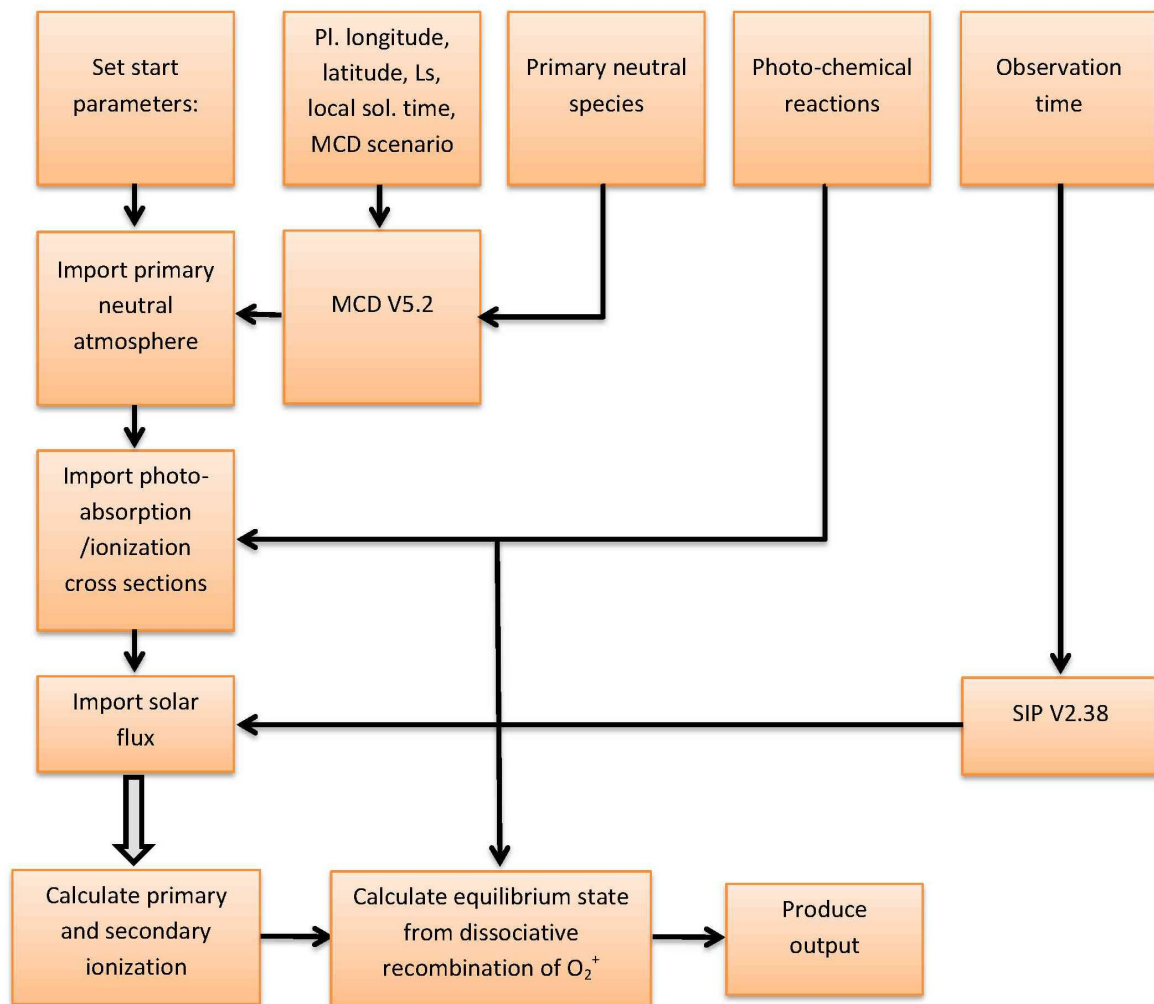 Set start
parameters:
Pl. longitude,
latitude, Ls,
local sol. time,
MCD scenario
Primary neutral
species
Photo-chemical
reactions
Observation
time
Import primary
neutral
atmosphere
MCD V5.2
Import photo-
absorption
/ionization
cross sections
Import solar
flux
SIP V2.38
Calculate primary
and secondary
ionization
Calculate equilibrium state
from dissociative
recombination of O₂⁺
Produce
output